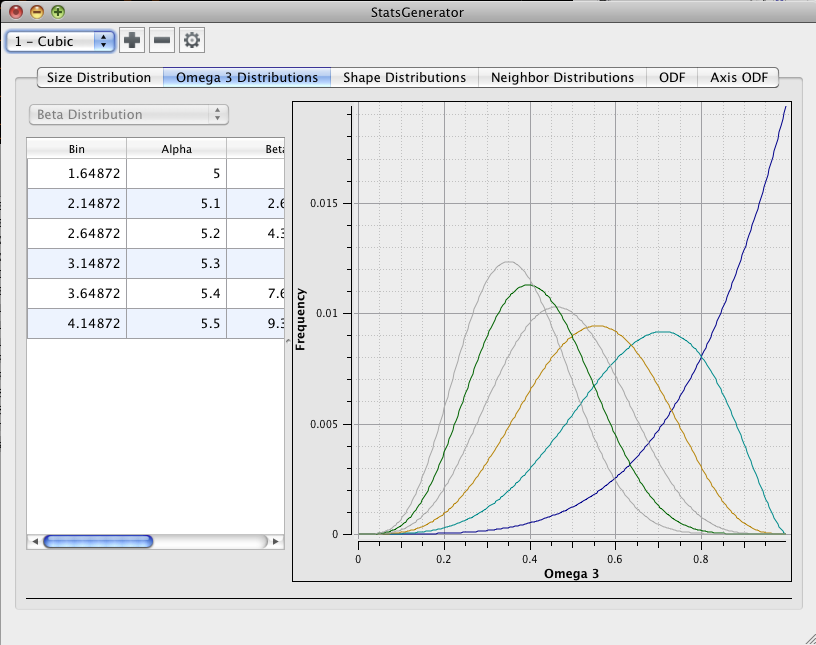 StatsGenerator
1 – Cubic
Size Distribution Omega 3 Distributions Shape Distributions Neighbor Distributions ODF Axis ODF
Beta Distribution
Bin Alpha Beta
1.64872 5
2.14872 5.1 2.6
2.64872 5.2 4.3
3.14872 5.3
3.64872 5.4 7.6
4.14872 5.5 9.3
0.015
0.01
0.005
0
Frequency
0 0.2 0.4 0.6 0.8
Omega 3